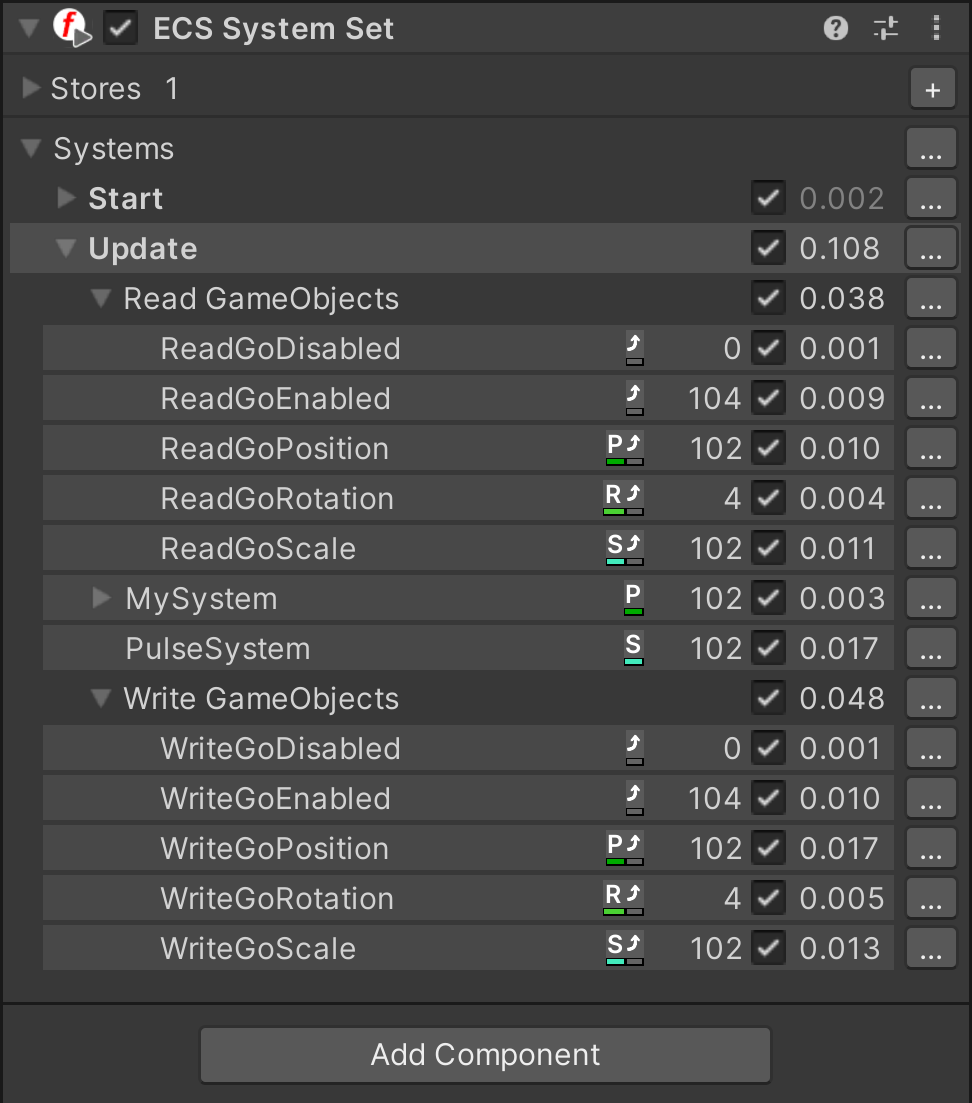 f ECS System Set ?
Stores 1 +
Systems ...
Start 0.002 ...
Update 0.108 ...
Read GameObjects 0.038 ...
ReadGoDisabled 0 0.001 ...
ReadGoEnabled 104 0.009 ...
ReadGoPosition P 102 0.010 ...
ReadGoRotation R 4 0.004 ...
ReadGoScale S 102 0.011 ...
MySystem P 102 0.003 ...
PulseSystem S 102 0.017 ...
Write GameObjects 0.048 ...
WriteGoDisabled 0 0.001 ...
WriteGoEnabled 104 0.010 ...
WriteGoPosition P 102 0.017 ...
WriteGoRotation R 4 0.005 ...
WriteGoScale S 102 0.013 ...
Add Component